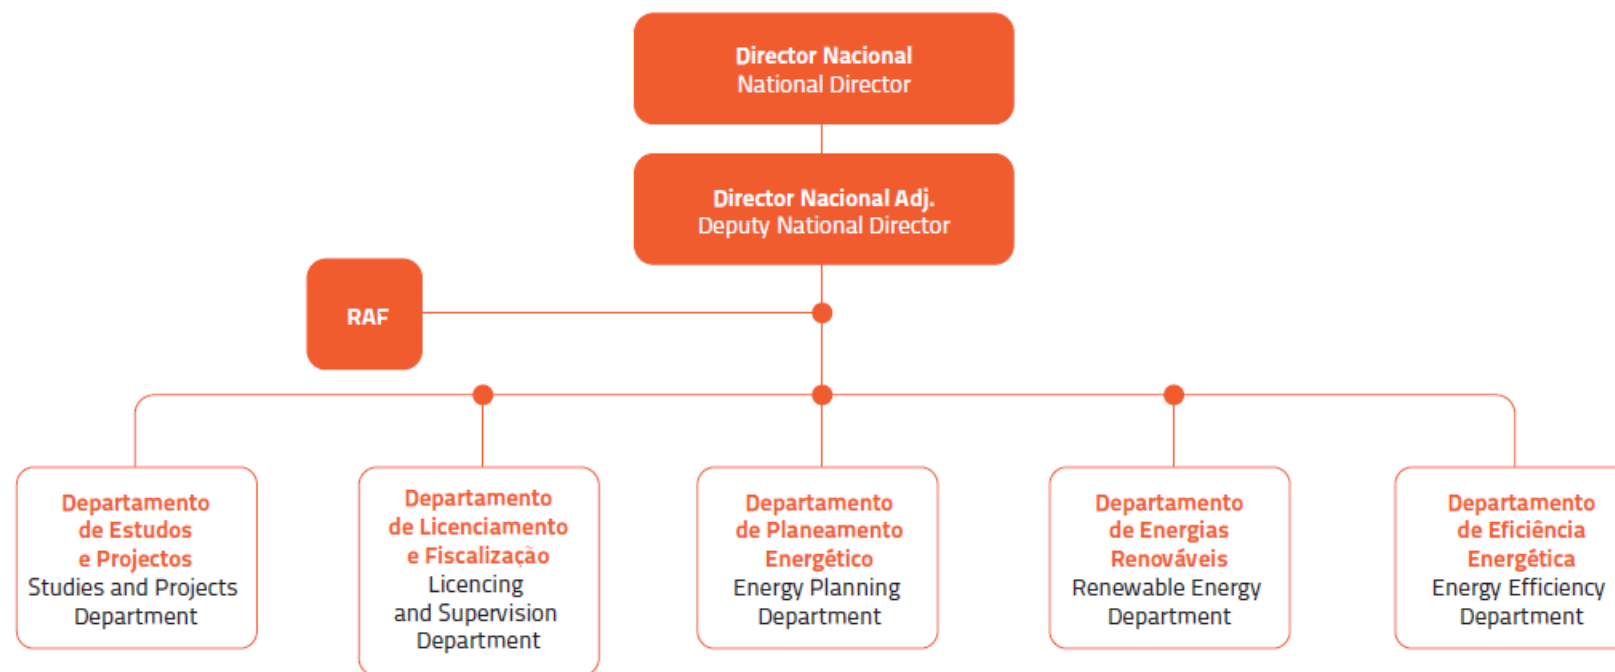 Director Nacional
National Director
Director Nacional Adj.
Deputy National Director
RAF
Departamento
de Estudos
e Projectos
Studies and Projects
Department
Departamento
de Licenciamento
e Fiscalização
Licencing
and Supervision
Department
Departamento
de Planeamento
Energético
Energy Planning
Department
Departamento
de Energias
Renováveis
Renewable Energy
Department
Departamento
de Eficiência
Energética
Energy Efficiency
Department